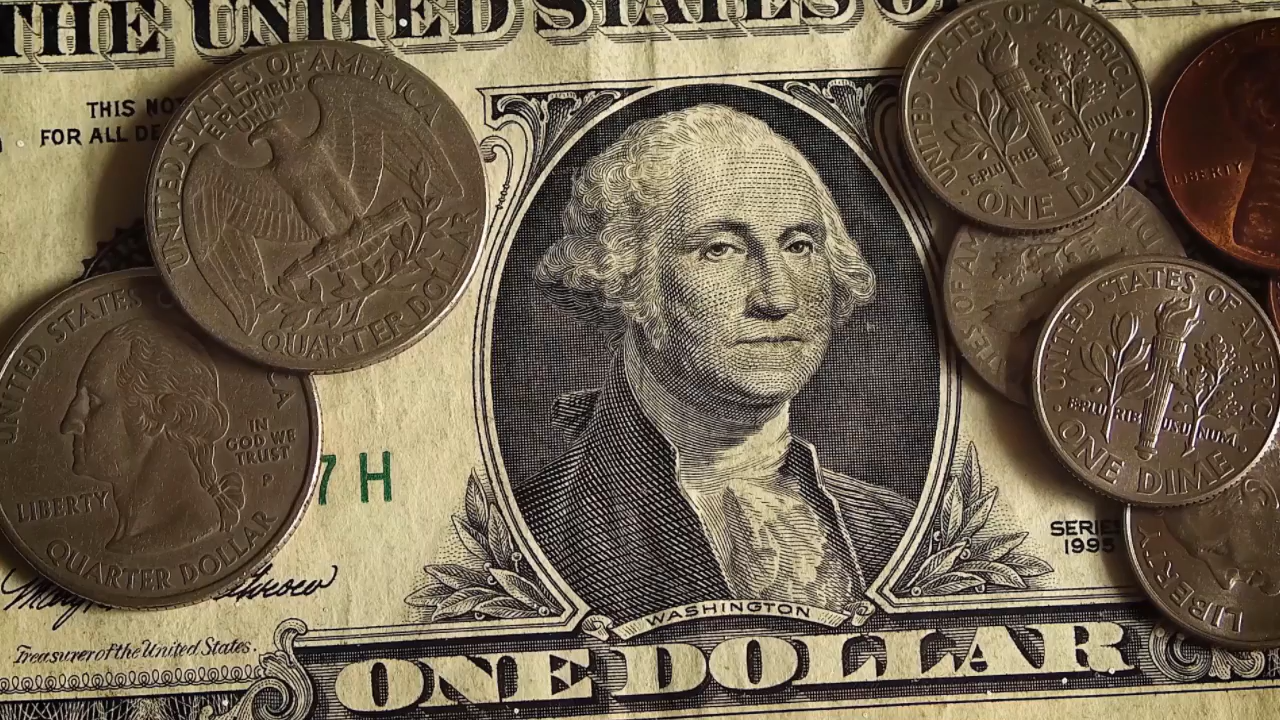 THE UNITED STATES O
THIS NO
FOR ALL DE
UNITED STATES OF AMERICA
E PLURIBUS
UNUM
QUARTER DOLLAR
UNITED STATES
CA
IN
GOD WE
TRUST
P
LIBERTY
QUARTER DOLLAR
7 H
Treasurer of the United States.
WASHINGTON
ONE DOLLAR
SERIES
1995
UNITED STATES OF AMERICA
E PLURIBUS UNUM
ONE DIME
LIBERTY
UNITED STATES OF AMERICA
E PLURIBUS UNUM
ONE DIME
LIBERTY